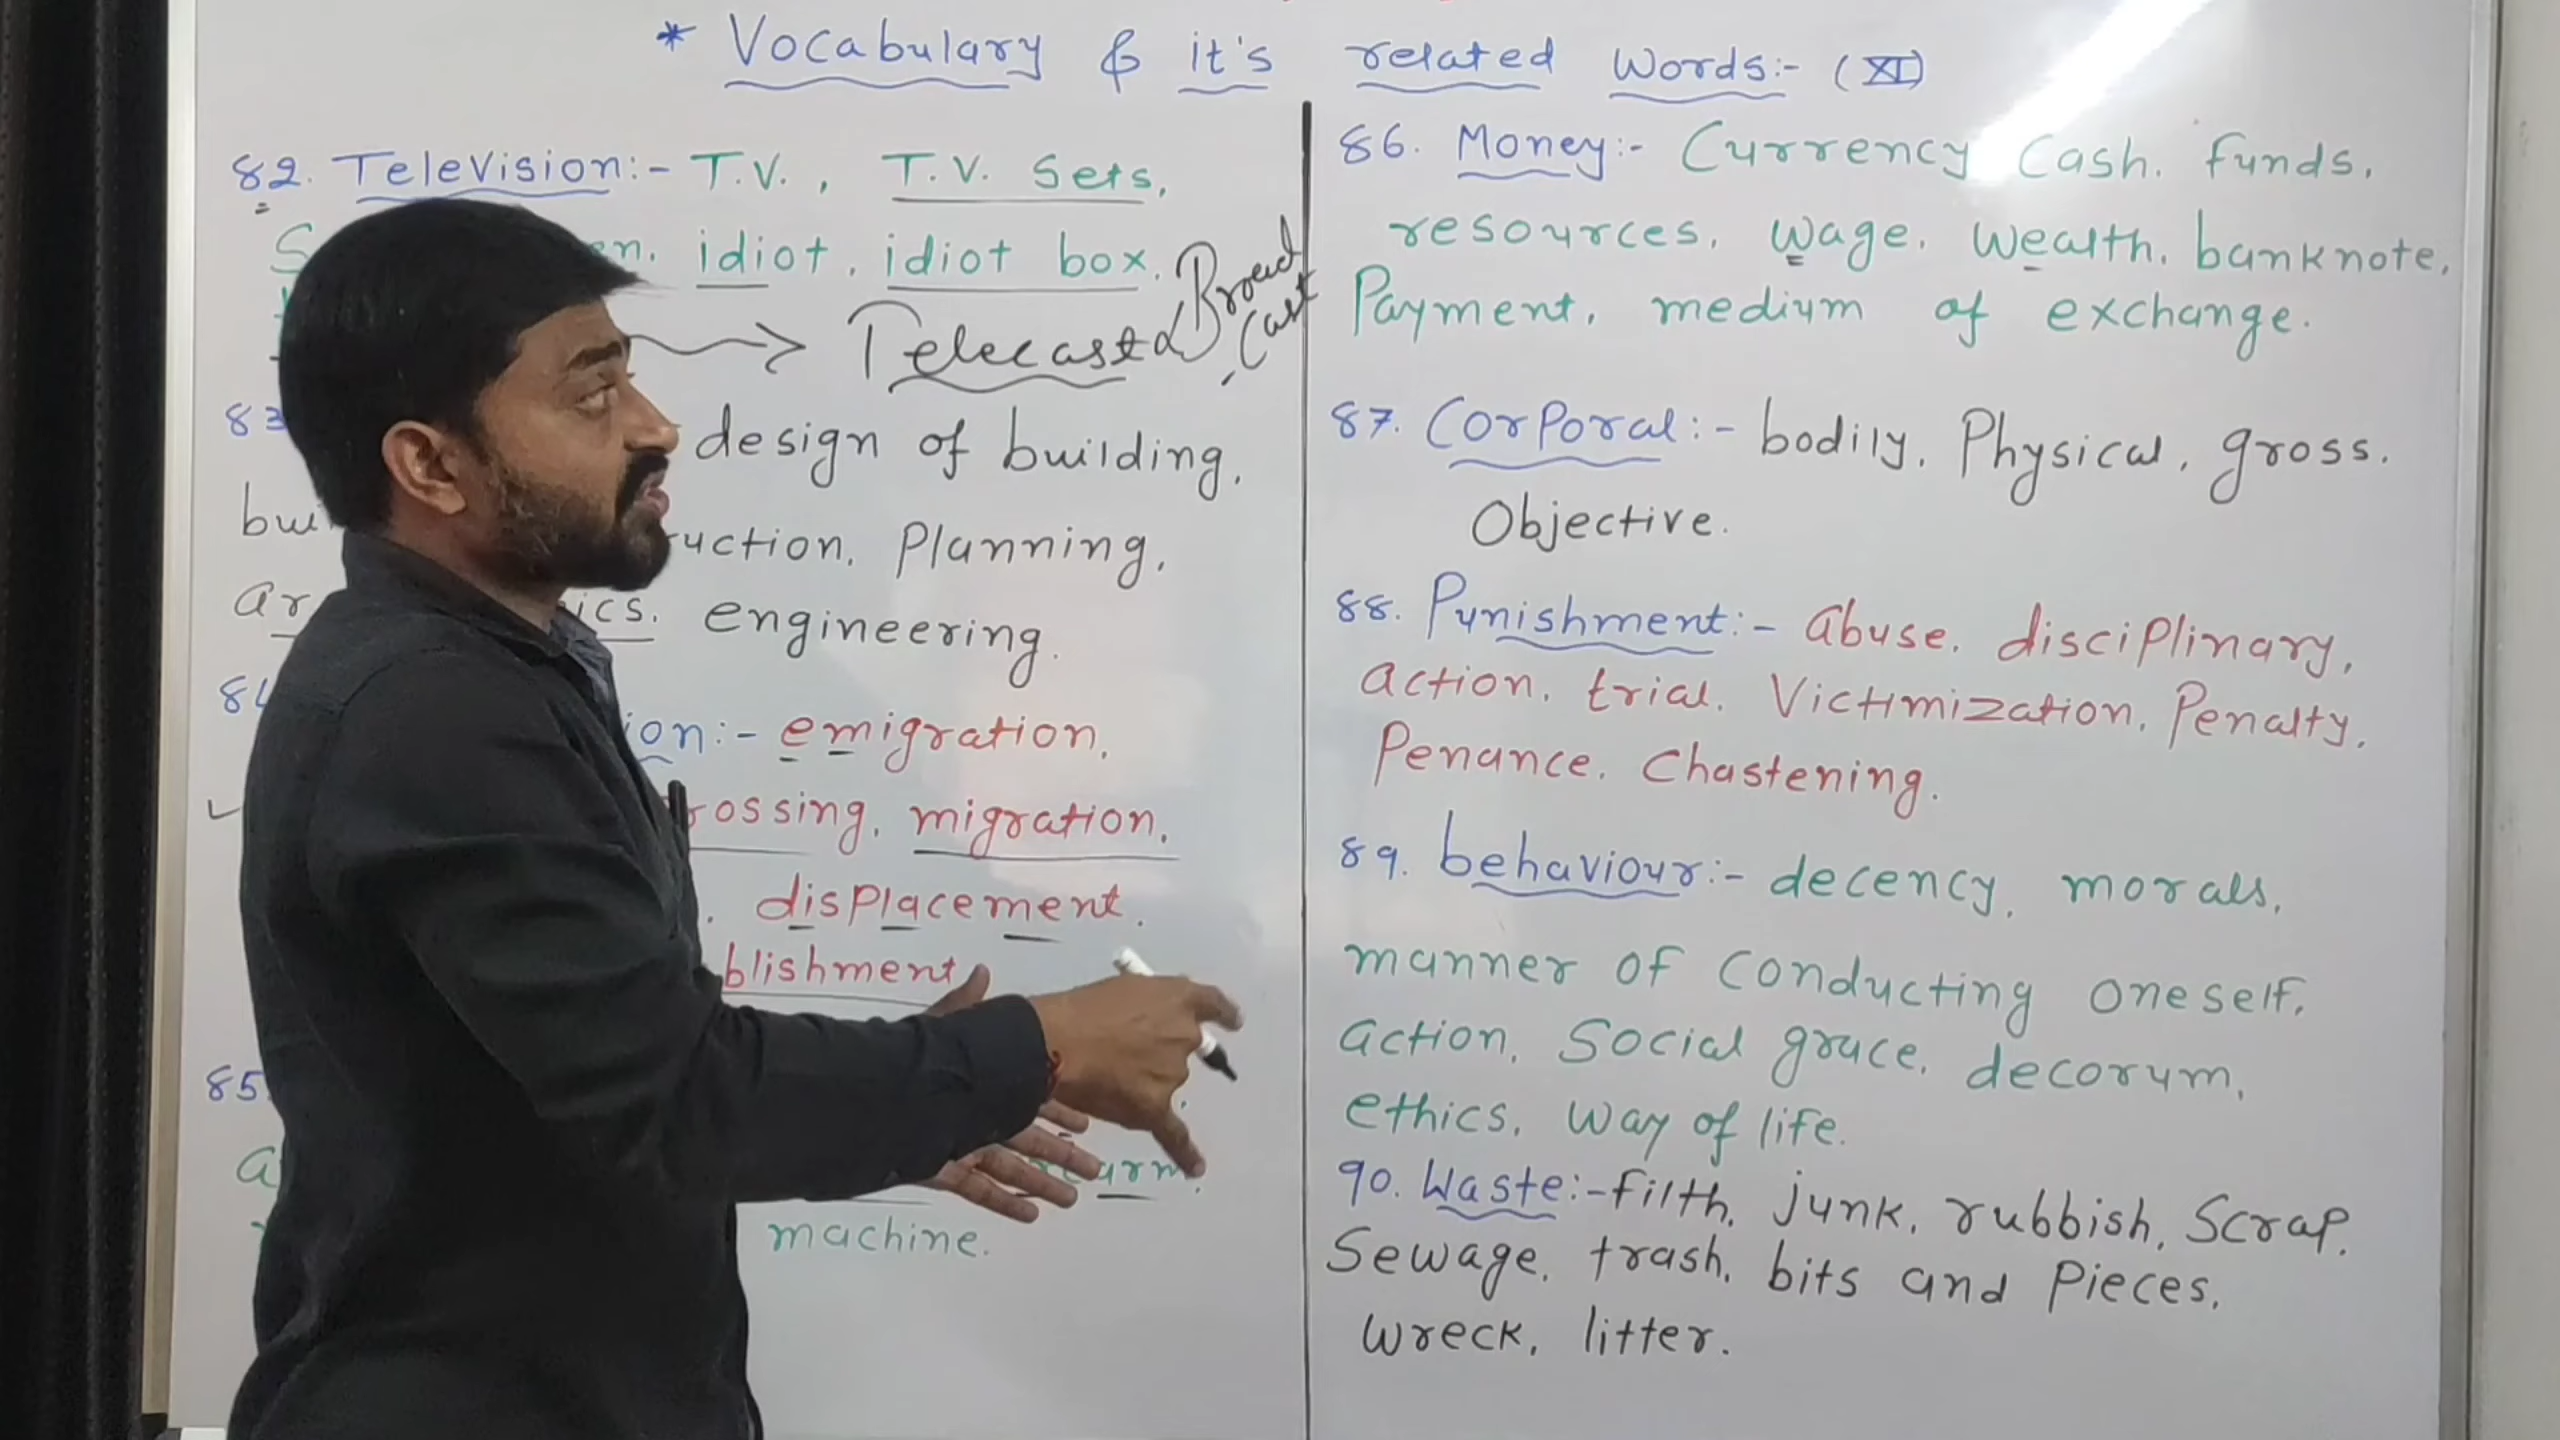 * Vocabulary & it's related words:- (XI)
82. Television:- T.V., T.V. Sets,
idiot, idiot box,
Telecast & Broad
Cast
83 design of building,
uction, Planning,
ics, engineering.
84 ion:- emigration,
rossing, migration,
displacement.
blishment
85.
machine.
86. Money:- Currency Cash, funds,
resources, wage, wealth, banknote,
Payment, medium of exchange.
87. Corporal:- bodily, Physical, gross.
Objective.
88. Punishment:- abuse, disciplinary,
action, trial, Victimization, Penalty,
Penance, Chastening.
89. behaviour:- decency, morals,
manner of conducting oneself,
action, Social grace, decorum,
ethics, way of life.
90. Waste:- filth, junk, rubbish, Scrap,
Sewage, trash, bits and Pieces,
wreck, litter.